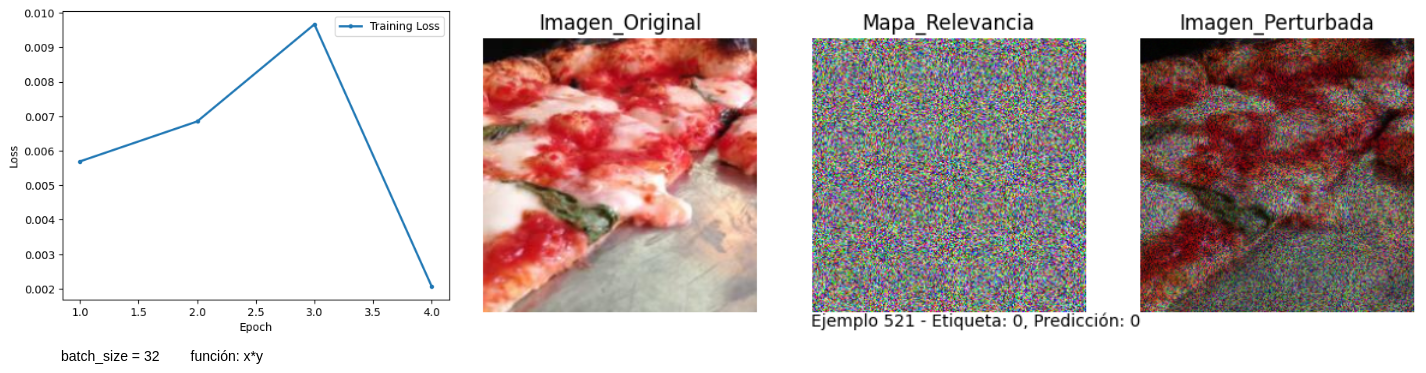 0.010
0.009
0.008
0.007
0.006
0.005
0.004
0.003
0.002
Loss
Training Loss
1.0 1.5 2.0 2.5 3.0 3.5 4.0
Epoch
batch_size = 32 función: x*y
Imagen_Original
Mapa_Relevancia
Imagen_Perturbada
Ejemplo 521 - Etiqueta: 0, Predicción: 0